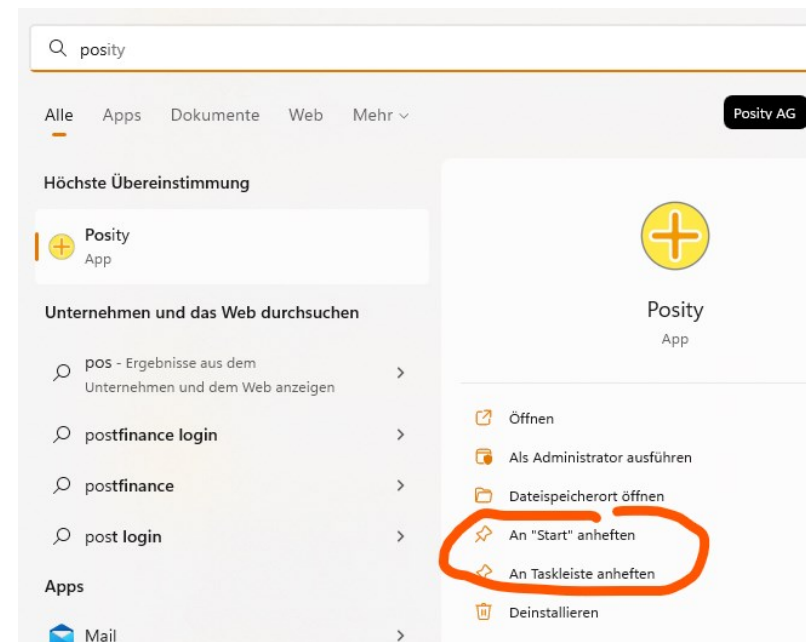 posity
Alle Apps Dokumente Web Mehr
Posity AG
Höchste Übereinstimmung
Posity
App
Unternehmen und das Web durchsuchen
pos - Ergebnisse aus dem
Unternehmen und dem Web anzeigen
postfinance login
postfinance
post login
Apps
Mail
Posity
App
Öffnen
Als Administrator ausführen
Dateispeicherort öffnen
An "Start" anheften
An Taskleiste anheften
Deinstallieren